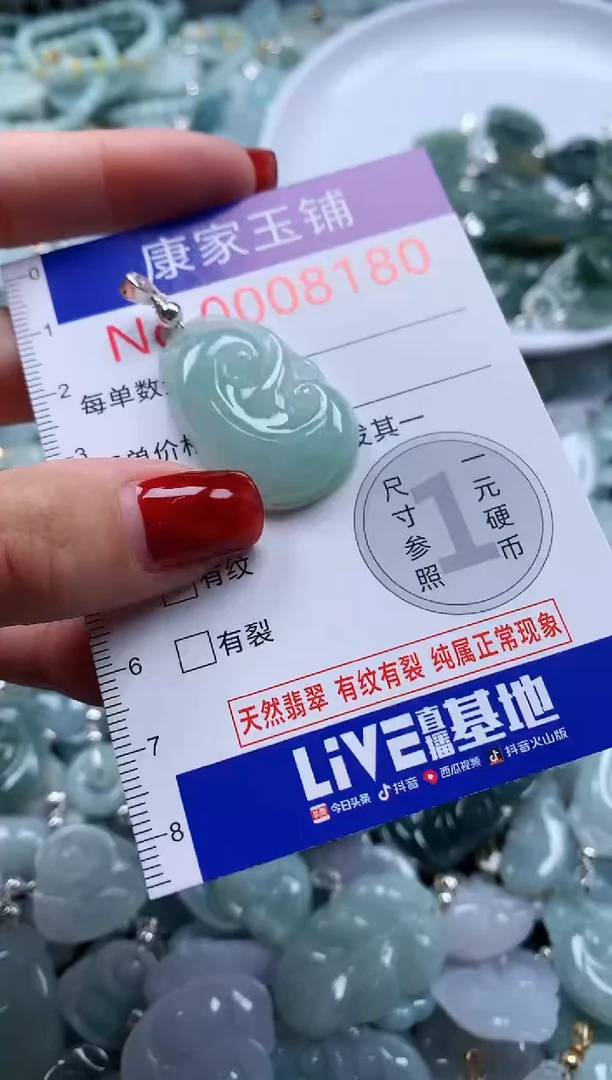 0
康家玉铺
No 0008180
1
2
每单数
3
单价
发其一
尺寸参照
1
一元硬币
有纹
有裂
6
天然翡翠 有纹有裂 纯属正常现象
7
LiVE直播基地
今日头条 抖音 西瓜视频 抖音火山版
8